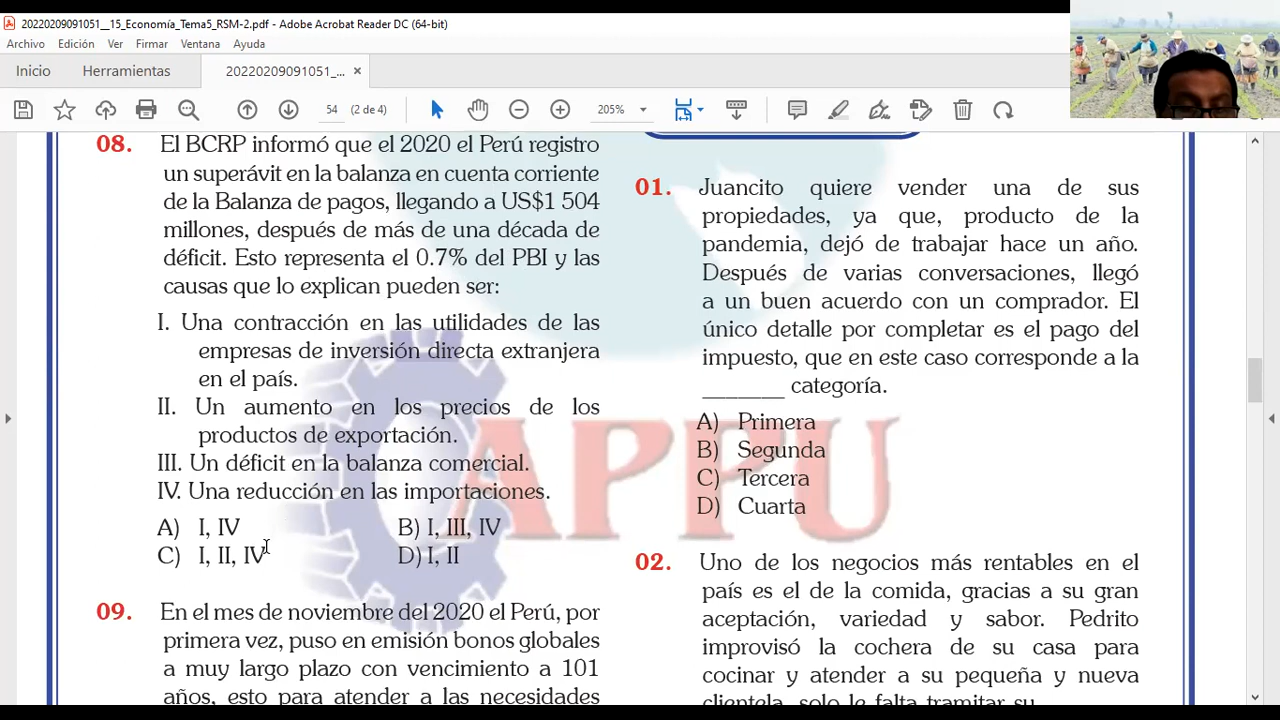 20220209091051__15_Economía_Tema5_RSM-2.pdf - Adobe Acrobat Reader DC (64-bit)
Archivo Edición Ver Firmar Ventana Ayuda
Inicio Herramientas 20220209091051_... ×
54 (2 de 4) 205%
08. El BCRP informó que el 2020 el Perú registro
un superávit en la balanza en cuenta corriente
de la Balanza de pagos, llegando a US$1 504
millones, después de más de una década de
déficit. Esto representa el 0.7% del PBI y las
causas que lo explican pueden ser:
I. Una contracción en las utilidades de las
empresas de inversión directa extranjera
en el país.
II. Un aumento en los precios de los
productos de exportación.
III. Un déficit en la balanza comercial.
IV. Una reducción en las importaciones.
A) I, IV B) I, III, IV
C) I, II, IV D) I, II
09. En el mes de noviembre del 2020 el Perú, por
primera vez, puso en emisión bonos globales
a muy largo plazo con vencimiento a 101
años, esto para atender a las necesidades
01. Juancito quiere vender una de sus
propiedades, ya que, producto de la
pandemia, dejó de trabajar hace un año.
Después de varias conversaciones, llegó
a un buen acuerdo con un comprador. El
único detalle por completar es el pago del
impuesto, que en este caso corresponde a la
_______ categoría.
A) Primera
B) Segunda
C) Tercera
D) Cuarta
02. Uno de los negocios más rentables en el
país es el de la comida, gracias a su gran
aceptación, variedad y sabor. Pedrito
improvisó la cochera de su casa para
cocinar y atender a su pequeña y nueva
clientela, solo le falta tramitar su
APPU